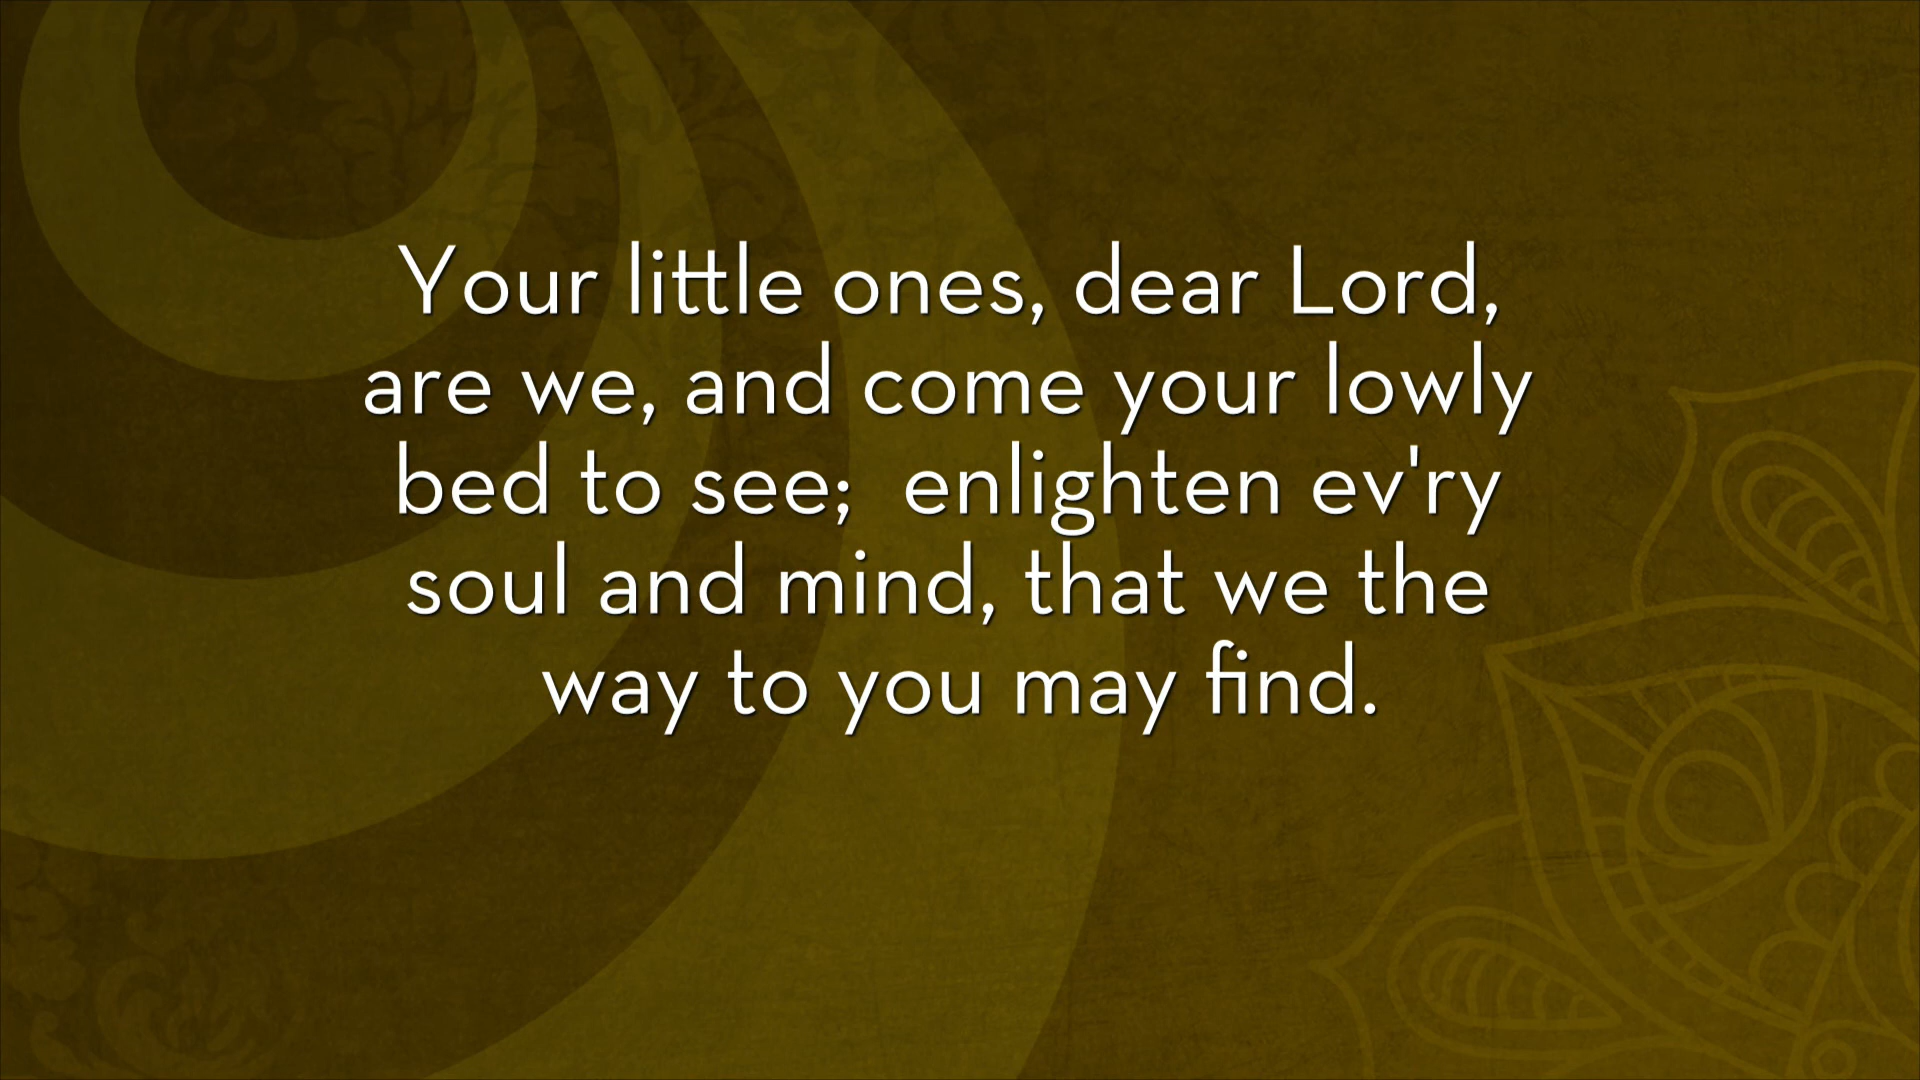 Your little ones, dear Lord,
are we, and come your lowly
bed to see;  enlighten ev'ry
soul and mind, that we the
way to you may find.